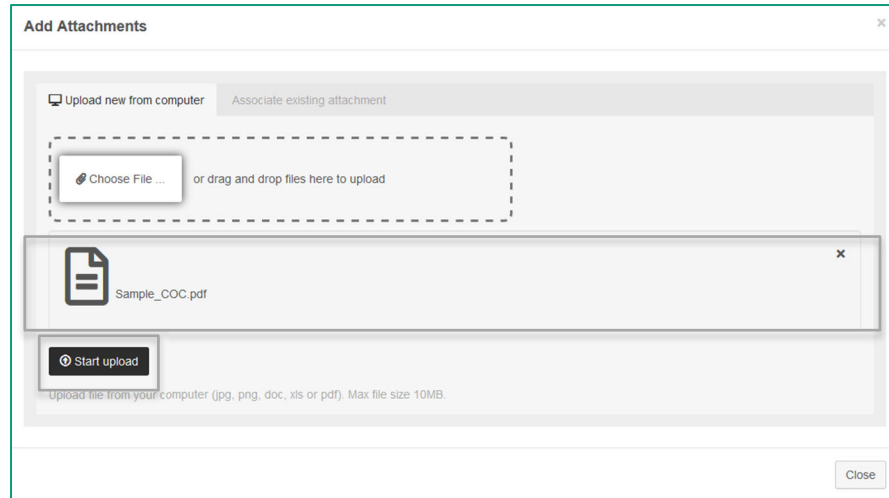 Add Attachments
×
Upload new from computer
Associate existing attachment
Choose File ...
or drag and drop files here to upload
×
Sample_COC.pdf
Start upload
Upload file from your computer (jpg, png, doc, xls or pdf). Max file size 10MB.
Close